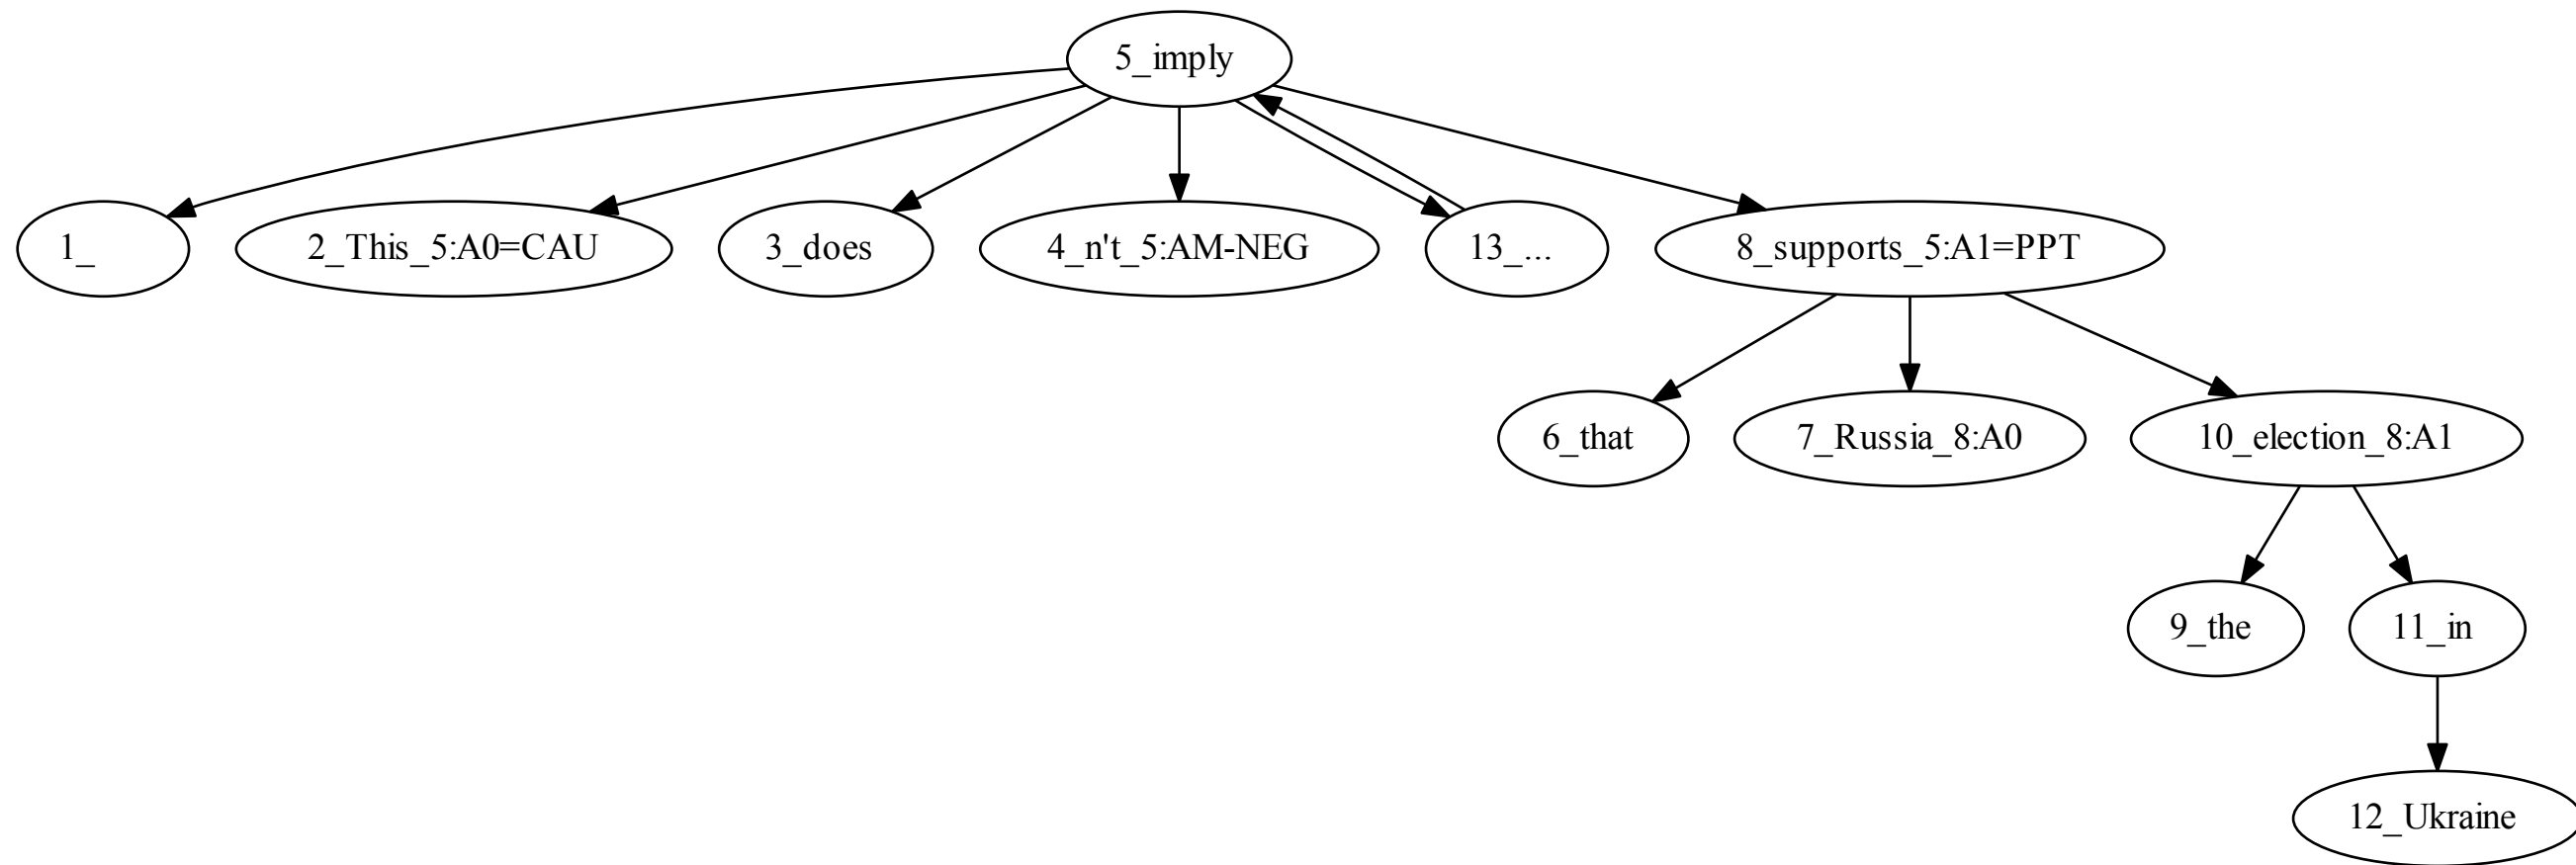 5_imply
1_
2_This_5:A0=CAU
3_does
4_n't_5:AM-NEG
13_...
8_supports_5:A1=PPT
6_that
7_Russia_8:A0
10_election_8:A1
9_the
11_in
12_Ukraine